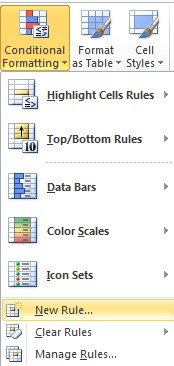 Conditional Formatting
Format as Table
Cell Styles
Highlight Cells Rules
10
Top/Bottom Rules
Data Bars
Color Scales
Icon Sets
New Rule...
Clear Rules
Manage Rules...